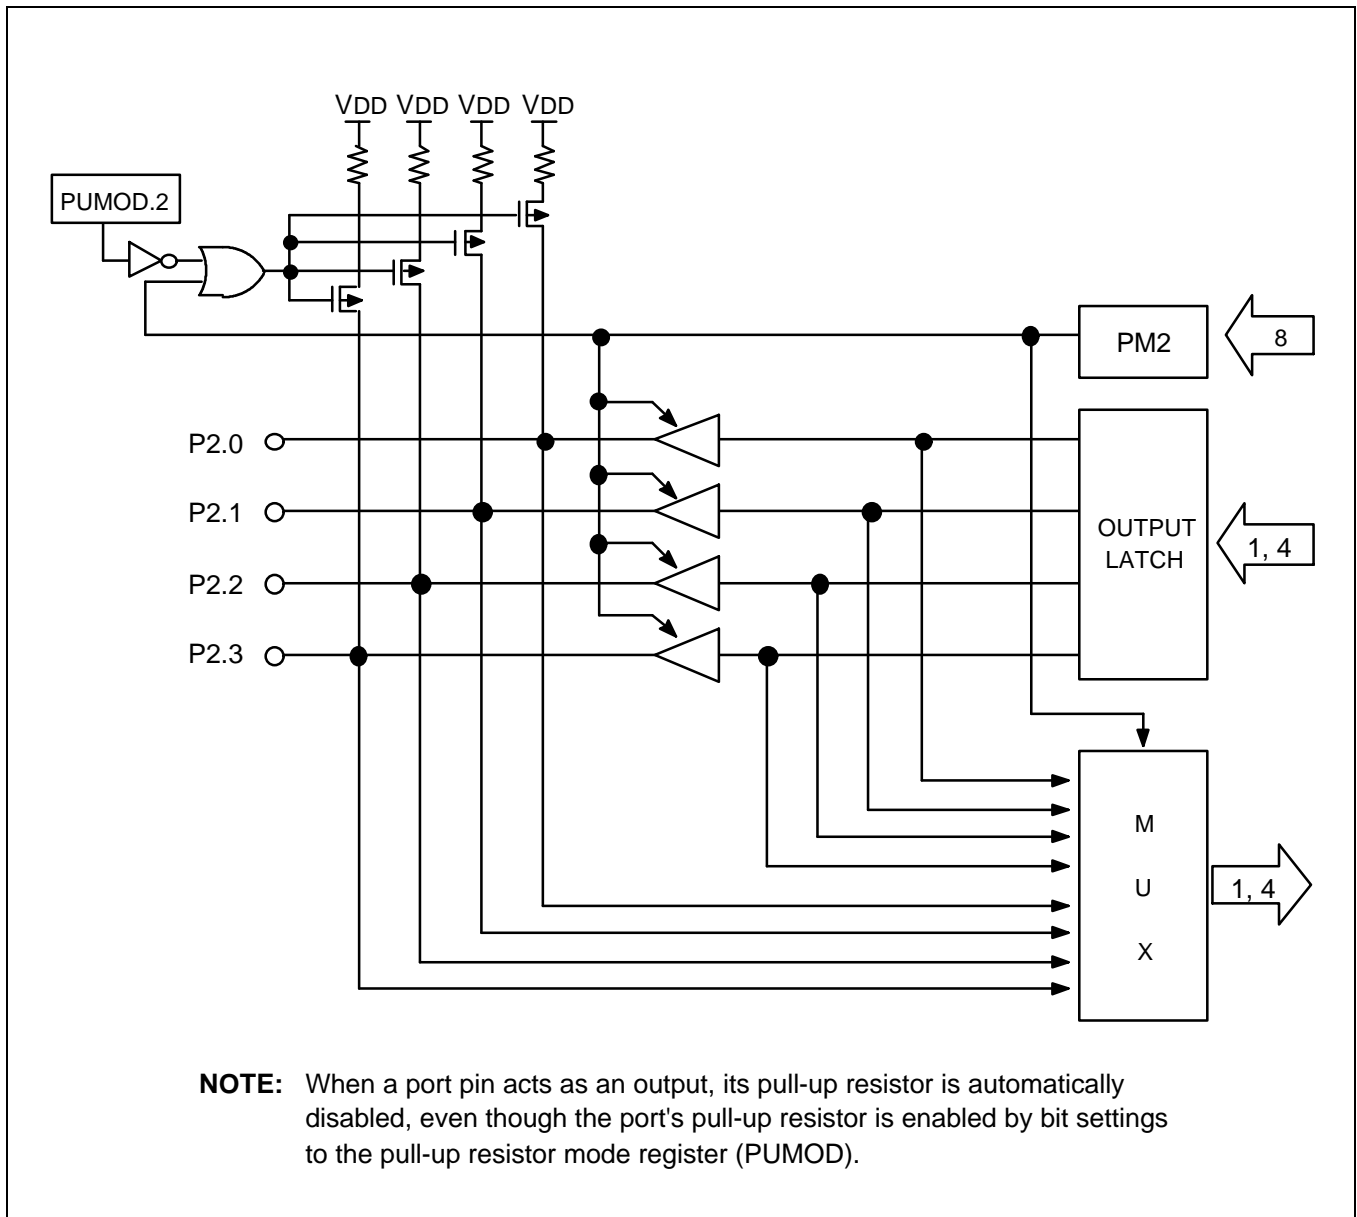 VDD VDD VDD VDD
PUMOD.2
PM2
8
P2.0
P2.1
P2.2
P2.3
OUTPUT
LATCH
1, 4
M
U
X
1, 4
NOTE: When a port pin acts as an output, its pull-up resistor is automatically
disabled, even though the port's pull-up resistor is enabled by bit settings
to the pull-up resistor mode register (PUMOD).